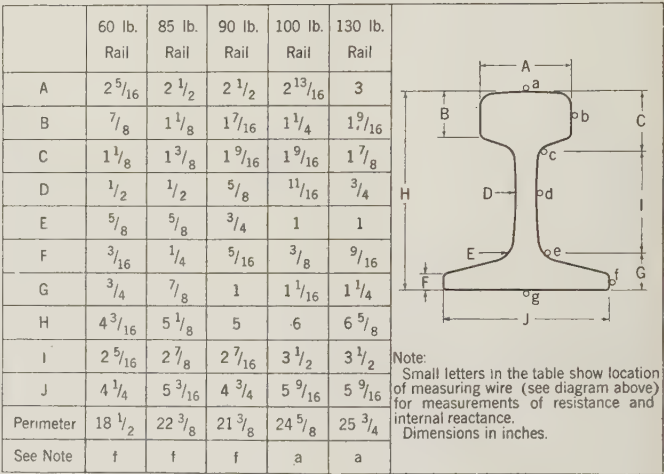 60 lb. Rail 85 lb. Rail 90 lb. Rail 100 lb. Rail 130 lb. Rail
A 2 5/16 2 1/2 2 1/2 2 13/16 3
B 7/8 1 1/8 1 7/16 1 1/4 1 9/16
C 1 1/8 1 3/8 1 9/16 1 9/16 1 7/8
D 1/2 1/2 5/8 11/16 3/4
E 5/8 5/8 3/4 1 1
F 3/16 1/4 5/16 3/8 9/16
G 3/4 7/8 1 1 1/16 1 1/4
H 4 3/16 5 1/8 5 6 6 5/8
I 2 5/16 2 7/8 2 7/16 3 1/2 3 1/2
J 4 1/4 5 3/16 4 3/4 5 9/16 5 9/16
Perimeter 18 1/2 22 3/8 21 3/8 24 5/8 25 3/4
See Note f f f a a
A
a
B
b
C
c
H
D
d
I
E
e
F
f
G
g
J
Note:
Small letters in the table show location
of measuring wire (see diagram above)
for measurements of resistance and
internal reactance.
Dimensions in inches.